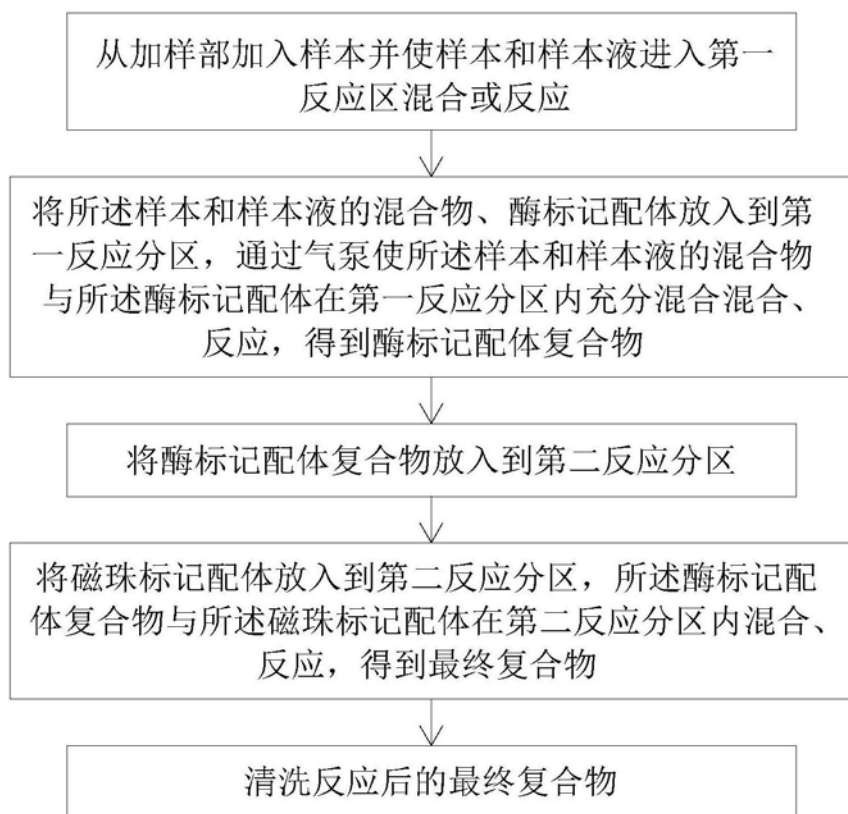 从加样部加入样本并使样本和样本液进入第一
反应区混合或反应
将所述样本和样本液的混合物、酶标记配体放入到第
一反应分区，通过气泵使所述样本和样本液的混合物
与所述酶标记配体在第一反应分区内充分混合混合、
反应，得到酶标记配体复合物
将酶标记配体复合物放入到第二反应分区
将磁珠标记配体放入到第二反应分区，所述酶标记配
体复合物与所述磁珠标记配体在第二反应分区内混合、
反应，得到最终复合物
清洗反应后的最终复合物